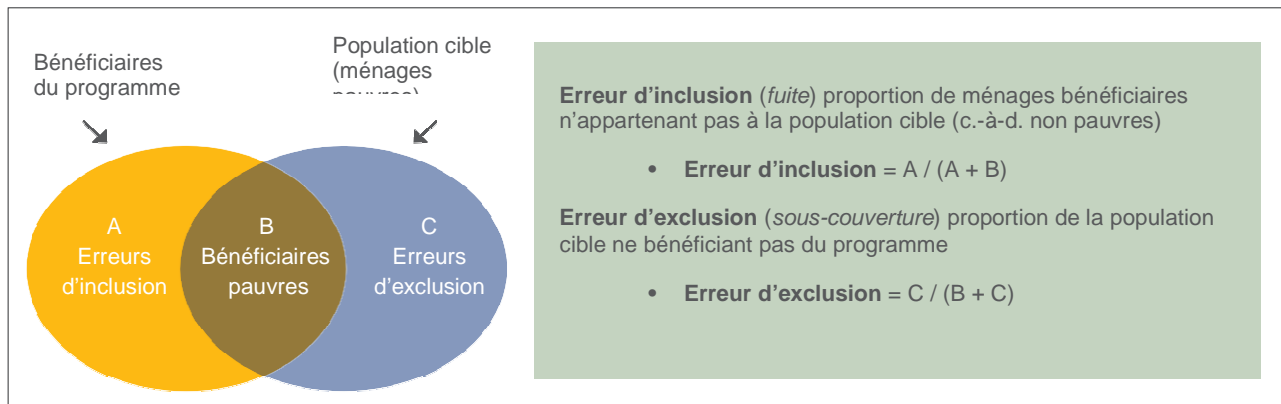 Bénéficiaires
du programme
Population cible
(ménages
pauvres)
A
Erreurs
d'inclusion
B
Bénéficiaires
pauvres
C
Erreurs
d'exclusion
Erreur d'inclusion (fuite) proportion de ménages bénéficiaires
n'appartenant pas à la population cible (c.-à-d. non pauvres)
• Erreur d'inclusion = A / (A + B)
Erreur d'exclusion (sous-couverture) proportion de la population
cible ne bénéficiant pas du programme
• Erreur d'exclusion = C / (B + C)